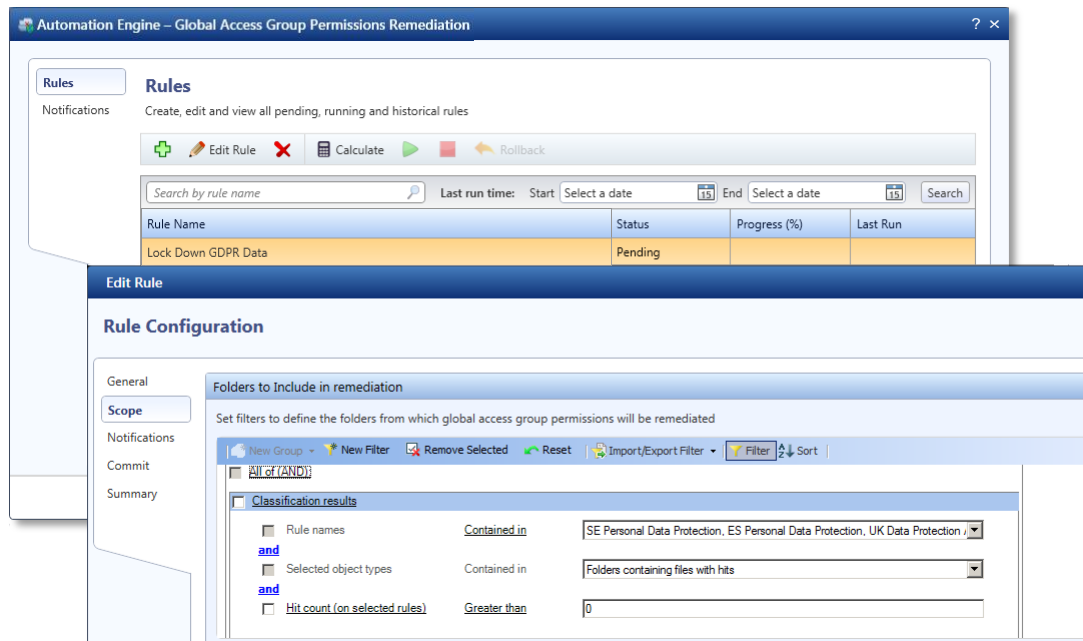 Automation Engine – Global Access Group Permissions Remediation ? ×
Rules
Notifications
Rules
Create, edit and view all pending, running and historical rules
Edit Rule Calculate Rollback
Search by rule name Last run time: Start Select a date 15 End Select a date 15 Search
Rule Name Status Progress (%) Last Run
Lock Down GDPR Data Pending
Edit Rule
Rule Configuration
General
Scope
Notifications
Commit
Summary
Folders to Include in remediation
Set filters to define the folders from which global access group permissions will be remediated
New Group New Filter Remove Selected Reset Import/Export Filter Filter Sort
All of (AND):
Classification results
Rule names Contained in SE Personal Data Protection, ES Personal Data Protection, UK Data Protection
and
Selected object types Contained in Folders containing files with hits
and
Hit count (on selected rules) Greater than 0